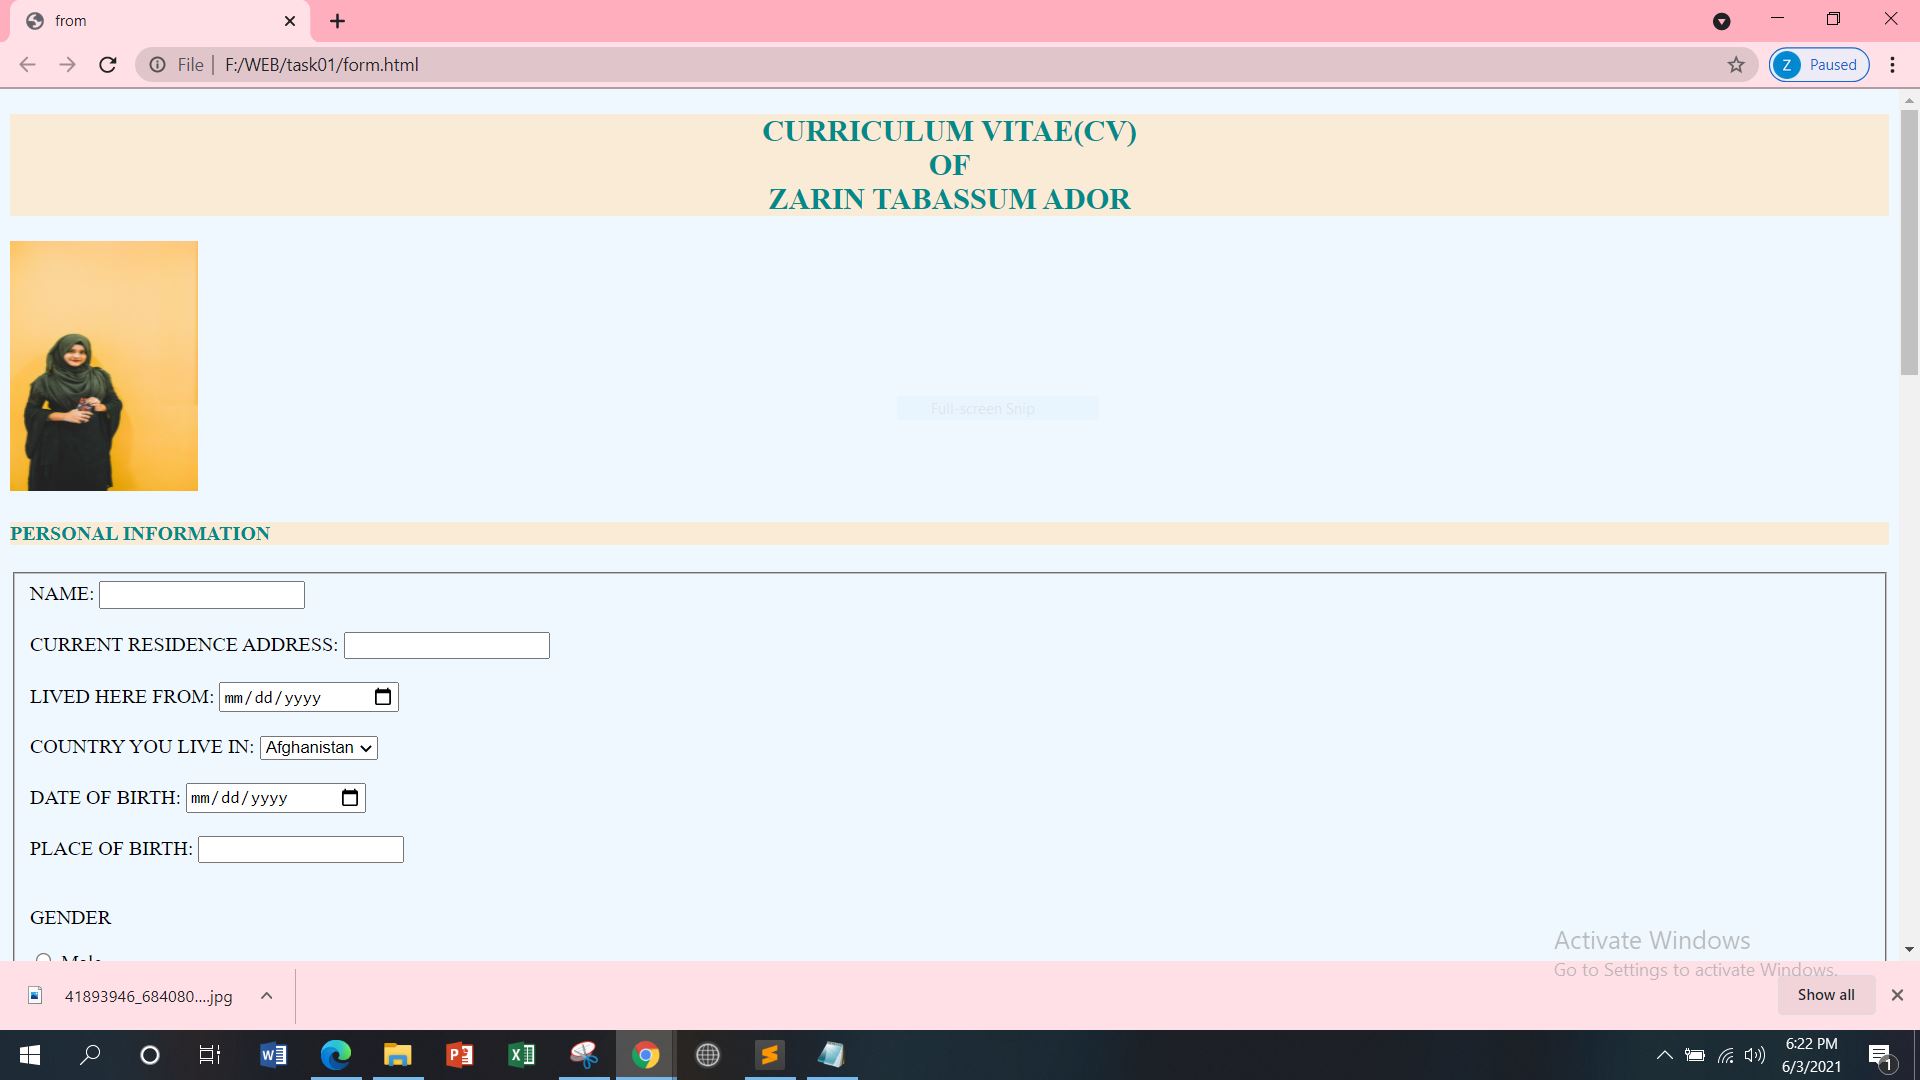 from
File | F:/WEB/task01/form.html
Z Paused
CURRICULUM VITAE(CV)
OF
ZARIN TABASSUM ADOR
Full-screen Snip
PERSONAL INFORMATION
NAME:
CURRENT RESIDENCE ADDRESS:
LIVED HERE FROM: mm/dd/yyyy
COUNTRY YOU LIVE IN: Afghanistan
DATE OF BIRTH: mm/dd/yyyy
PLACE OF BIRTH:
GENDER
Male
Activate Windows
Go to Settings to activate Windows.
41893946_684080....jpg
Show all
6:22 PM
6/3/2021
1